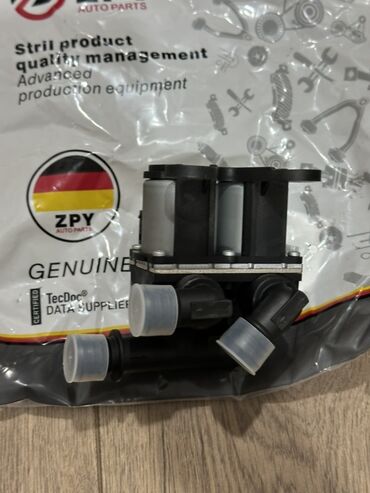 AUTO PARTS
Stril product
quality management
Advanced
production equipment
ZPY
AUTO PARTS
GENUINE
CERTIFIED
TecDoc®
DATA SUPPLIER